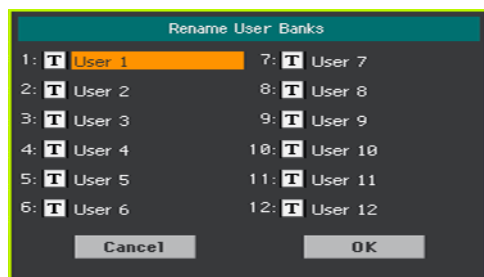 Rename User Banks
1: T User 1
2: T User 2
3: T User 3
4: T User 4
5: T User 5
6: T User 6
7: T User 7
8: T User 8
9: T User 9
10: T User 10
11: T User 11
12: T User 12
Cancel
OK